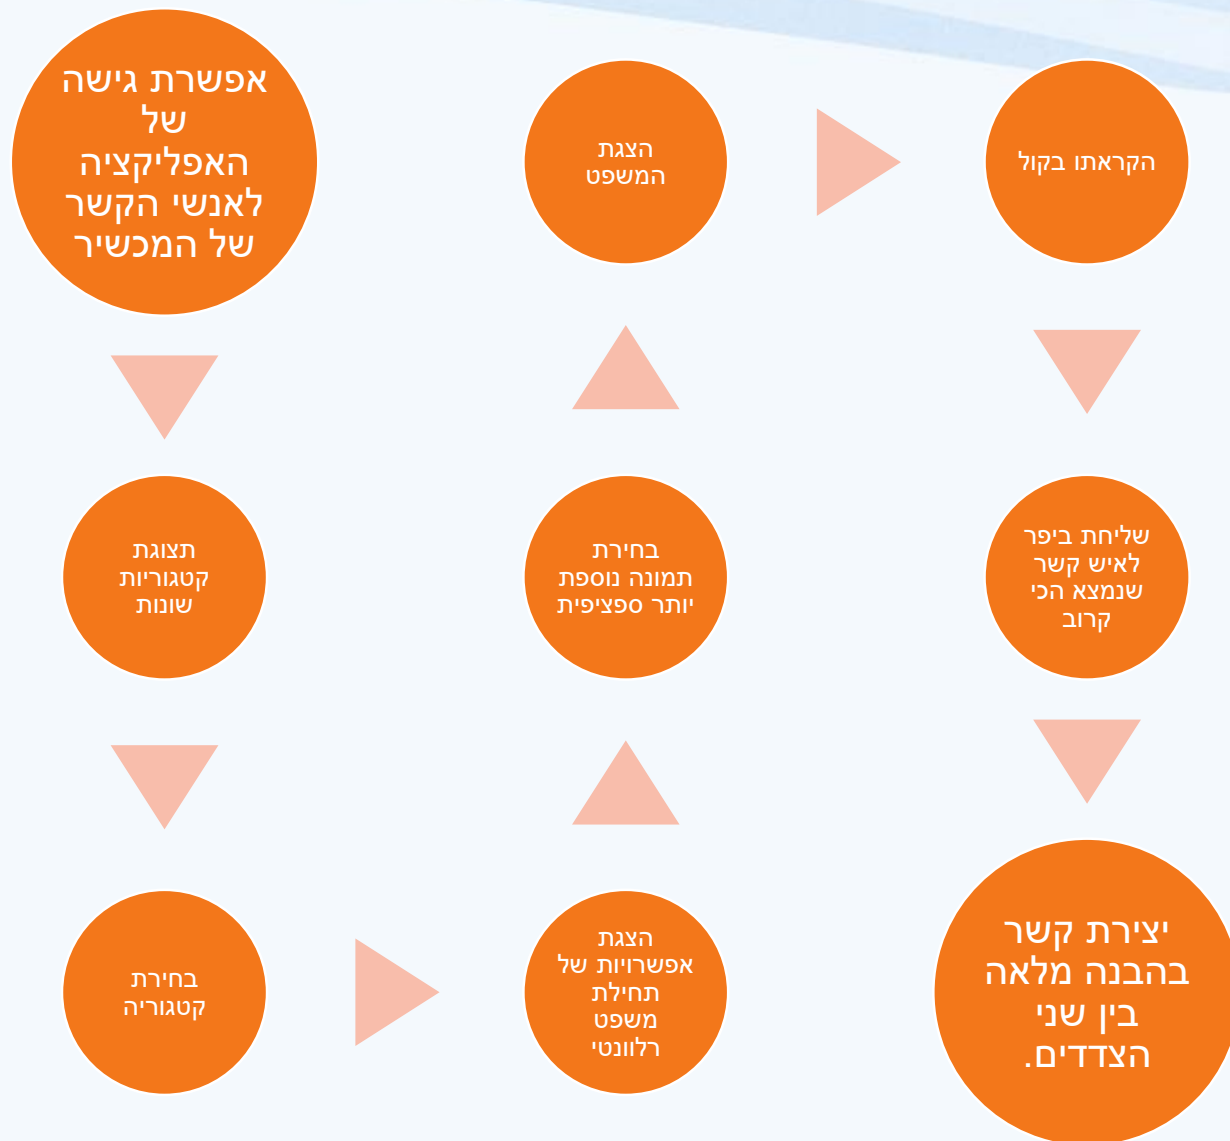 אפשרת גישה
של
האפליקציה
לאנשי הקשר
של המכשיר
תצוגת
קטגוריות
שונות
בחירת
קטגוריה
הצגת
אפשרויות של
תחילת
משפט
רלוונטי
בחירת
תמונה נוספת
יותר ספציפית
הצגת
המשפט
הקראתו בקול
שליחת ביפר
לאיש קשר
שנמצא הכי
קרוב
יצירת קשר
בהבנה מלאה
בין שני
הצדדים.